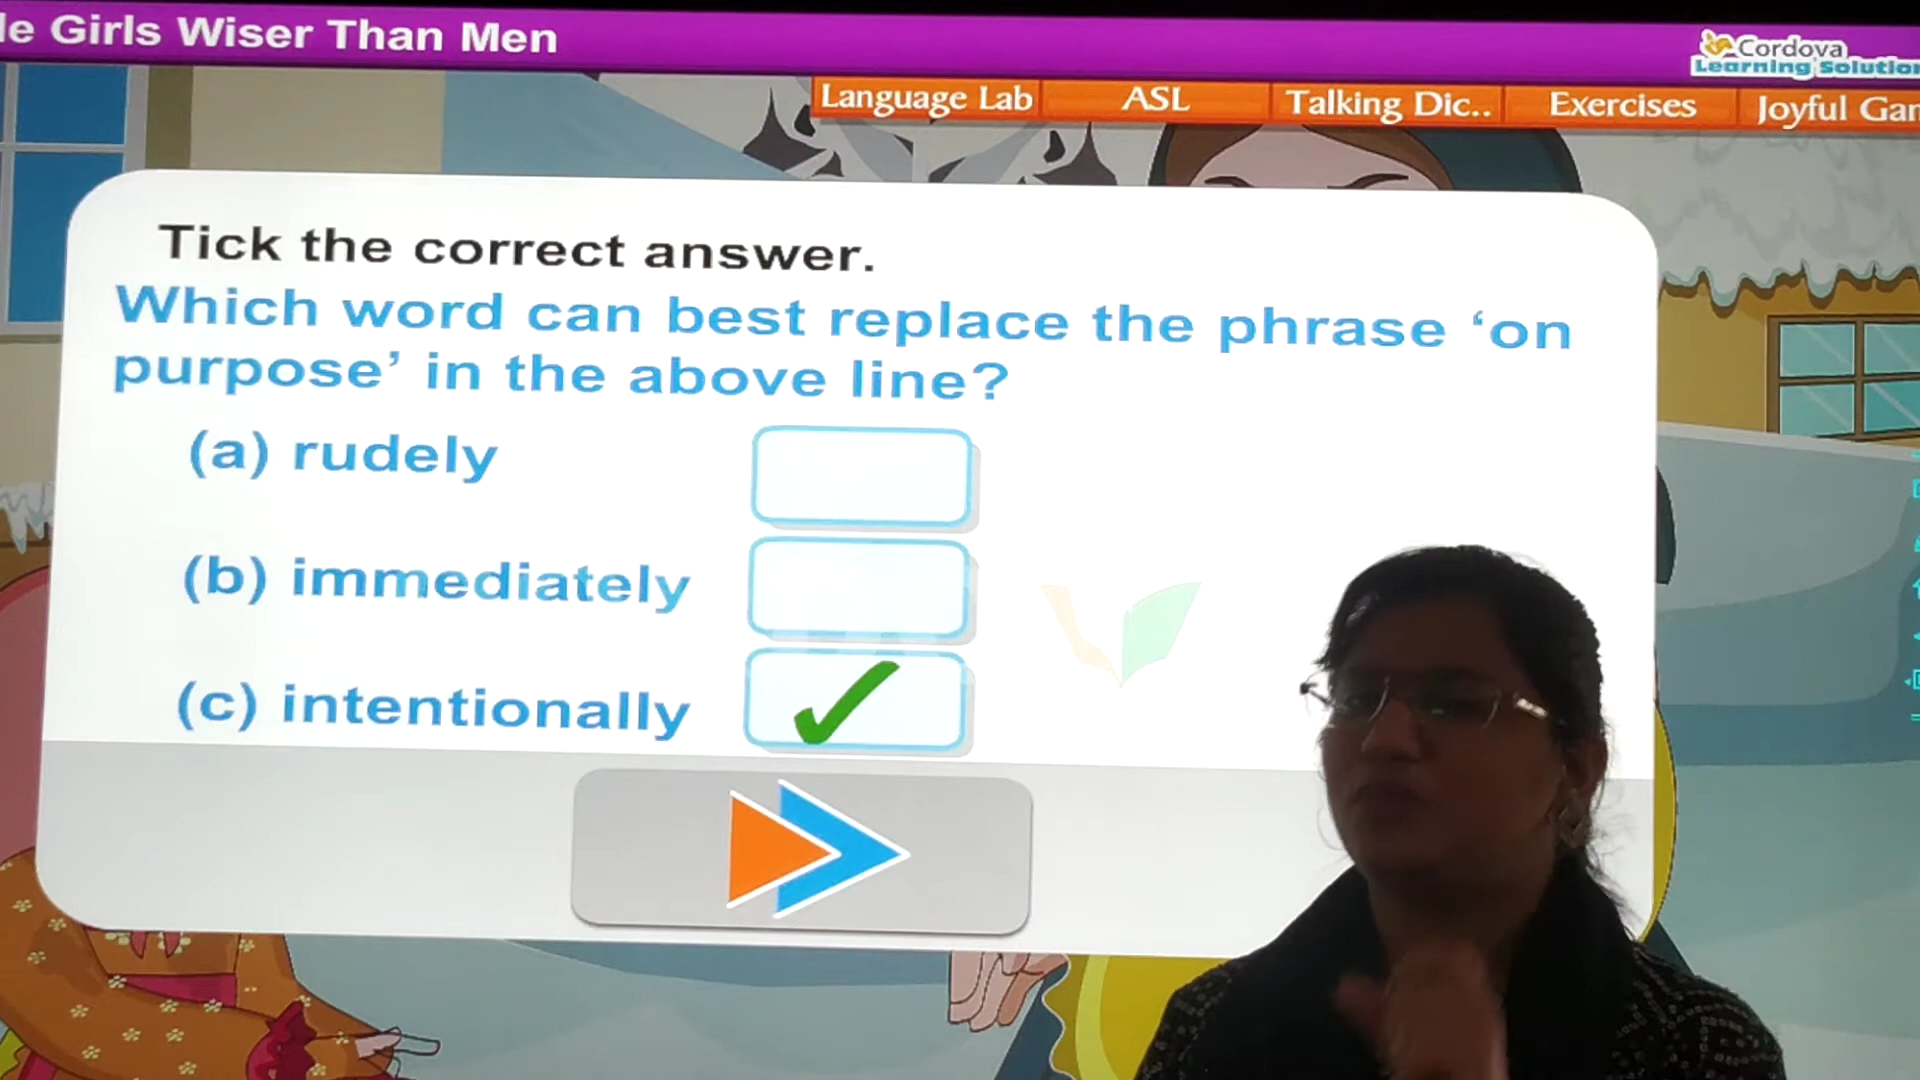 le Girls Wiser Than Men
Cordova
Learning Solution
Language Lab
ASL
Talking Dic..
Exercises
Joyful Gam
Tick the correct answer.
Which word can best replace the phrase ‘on
purpose’ in the above line?
(a) rudely
(b) immediately
(c) intentionally